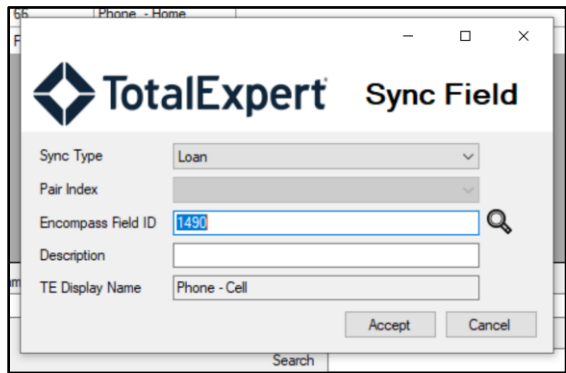 66 Phone - Home
F
TotalExpert Sync Field
Sync Type Loan
Pair Index
Encompass Field ID 1490
Description
am
TE Display Name Phone - Cell
Accept Cancel
Search